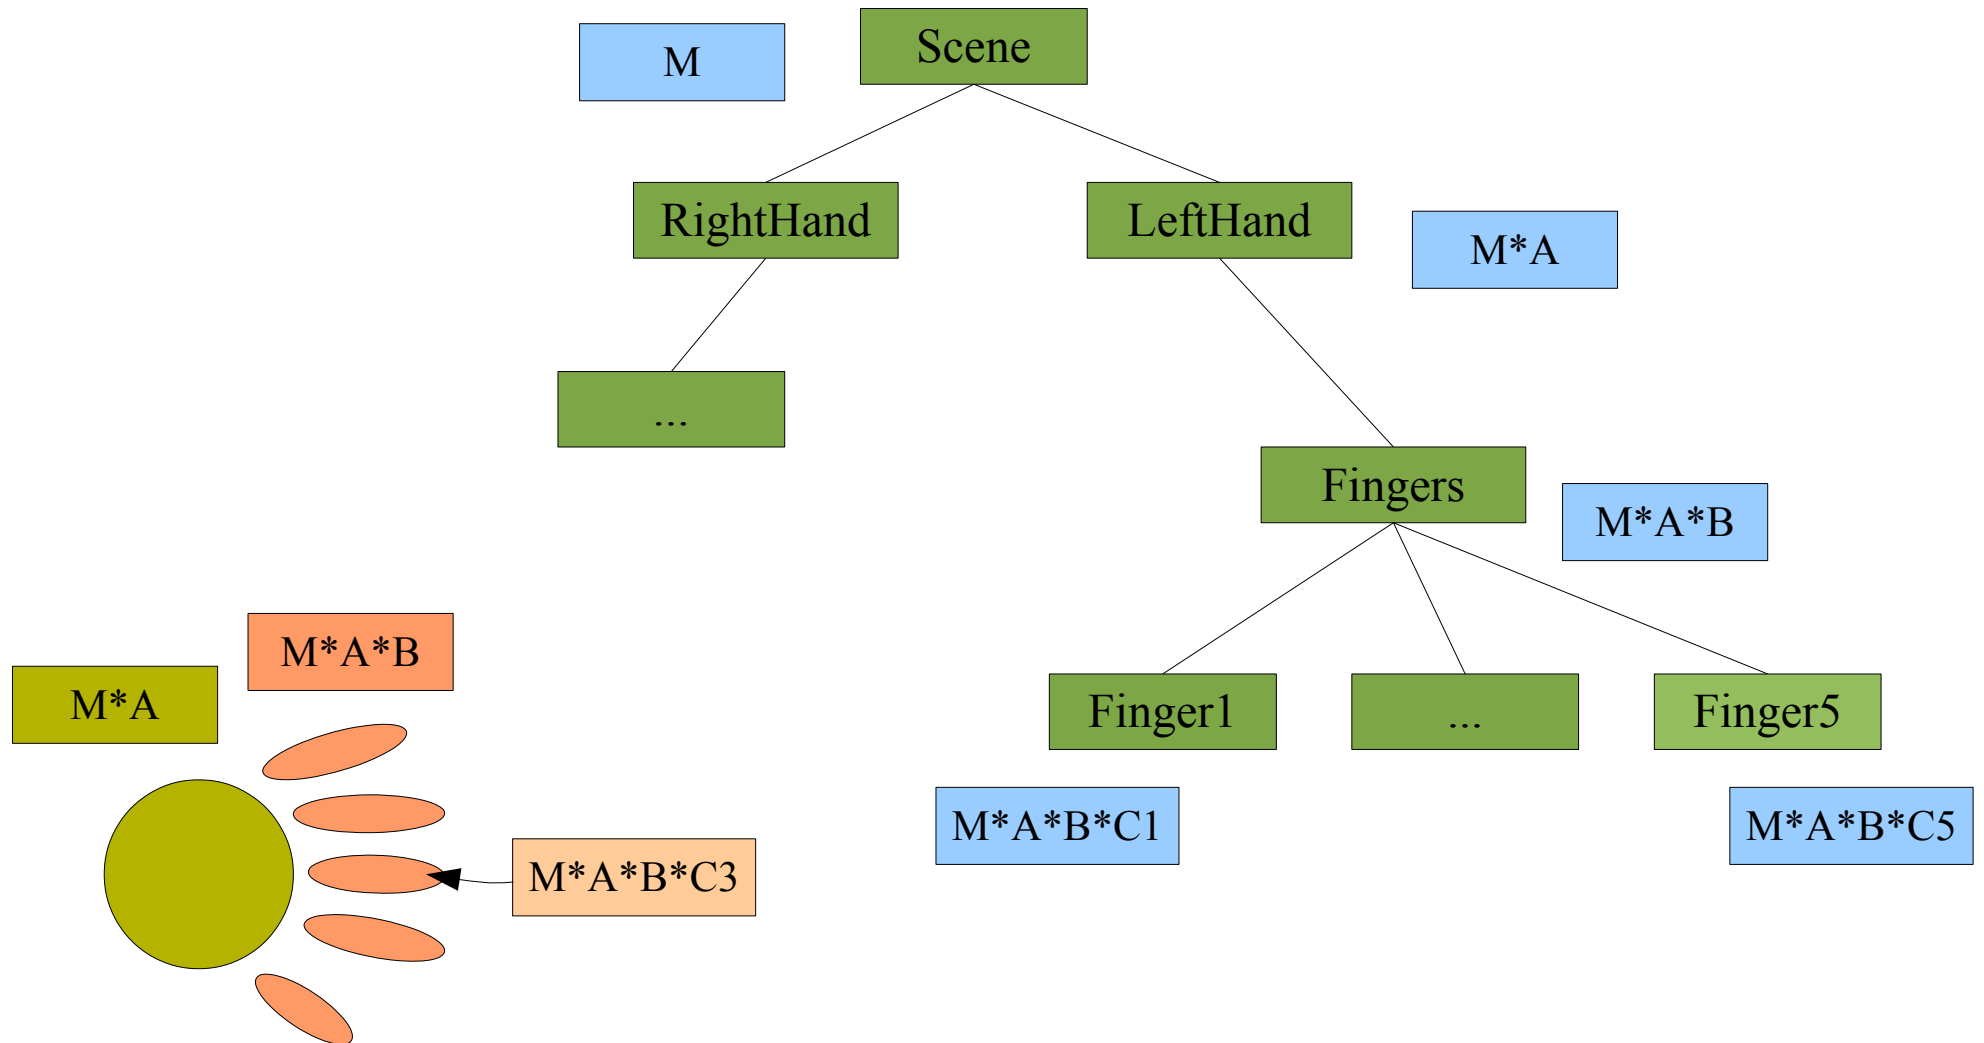 Scene
M
RightHand
LeftHand
M*A
...
Fingers
M*A*B
M*A*B
M*A
Finger1
...
Finger5
M*A*B*C1
M*A*B*C5
M*A*B*C3